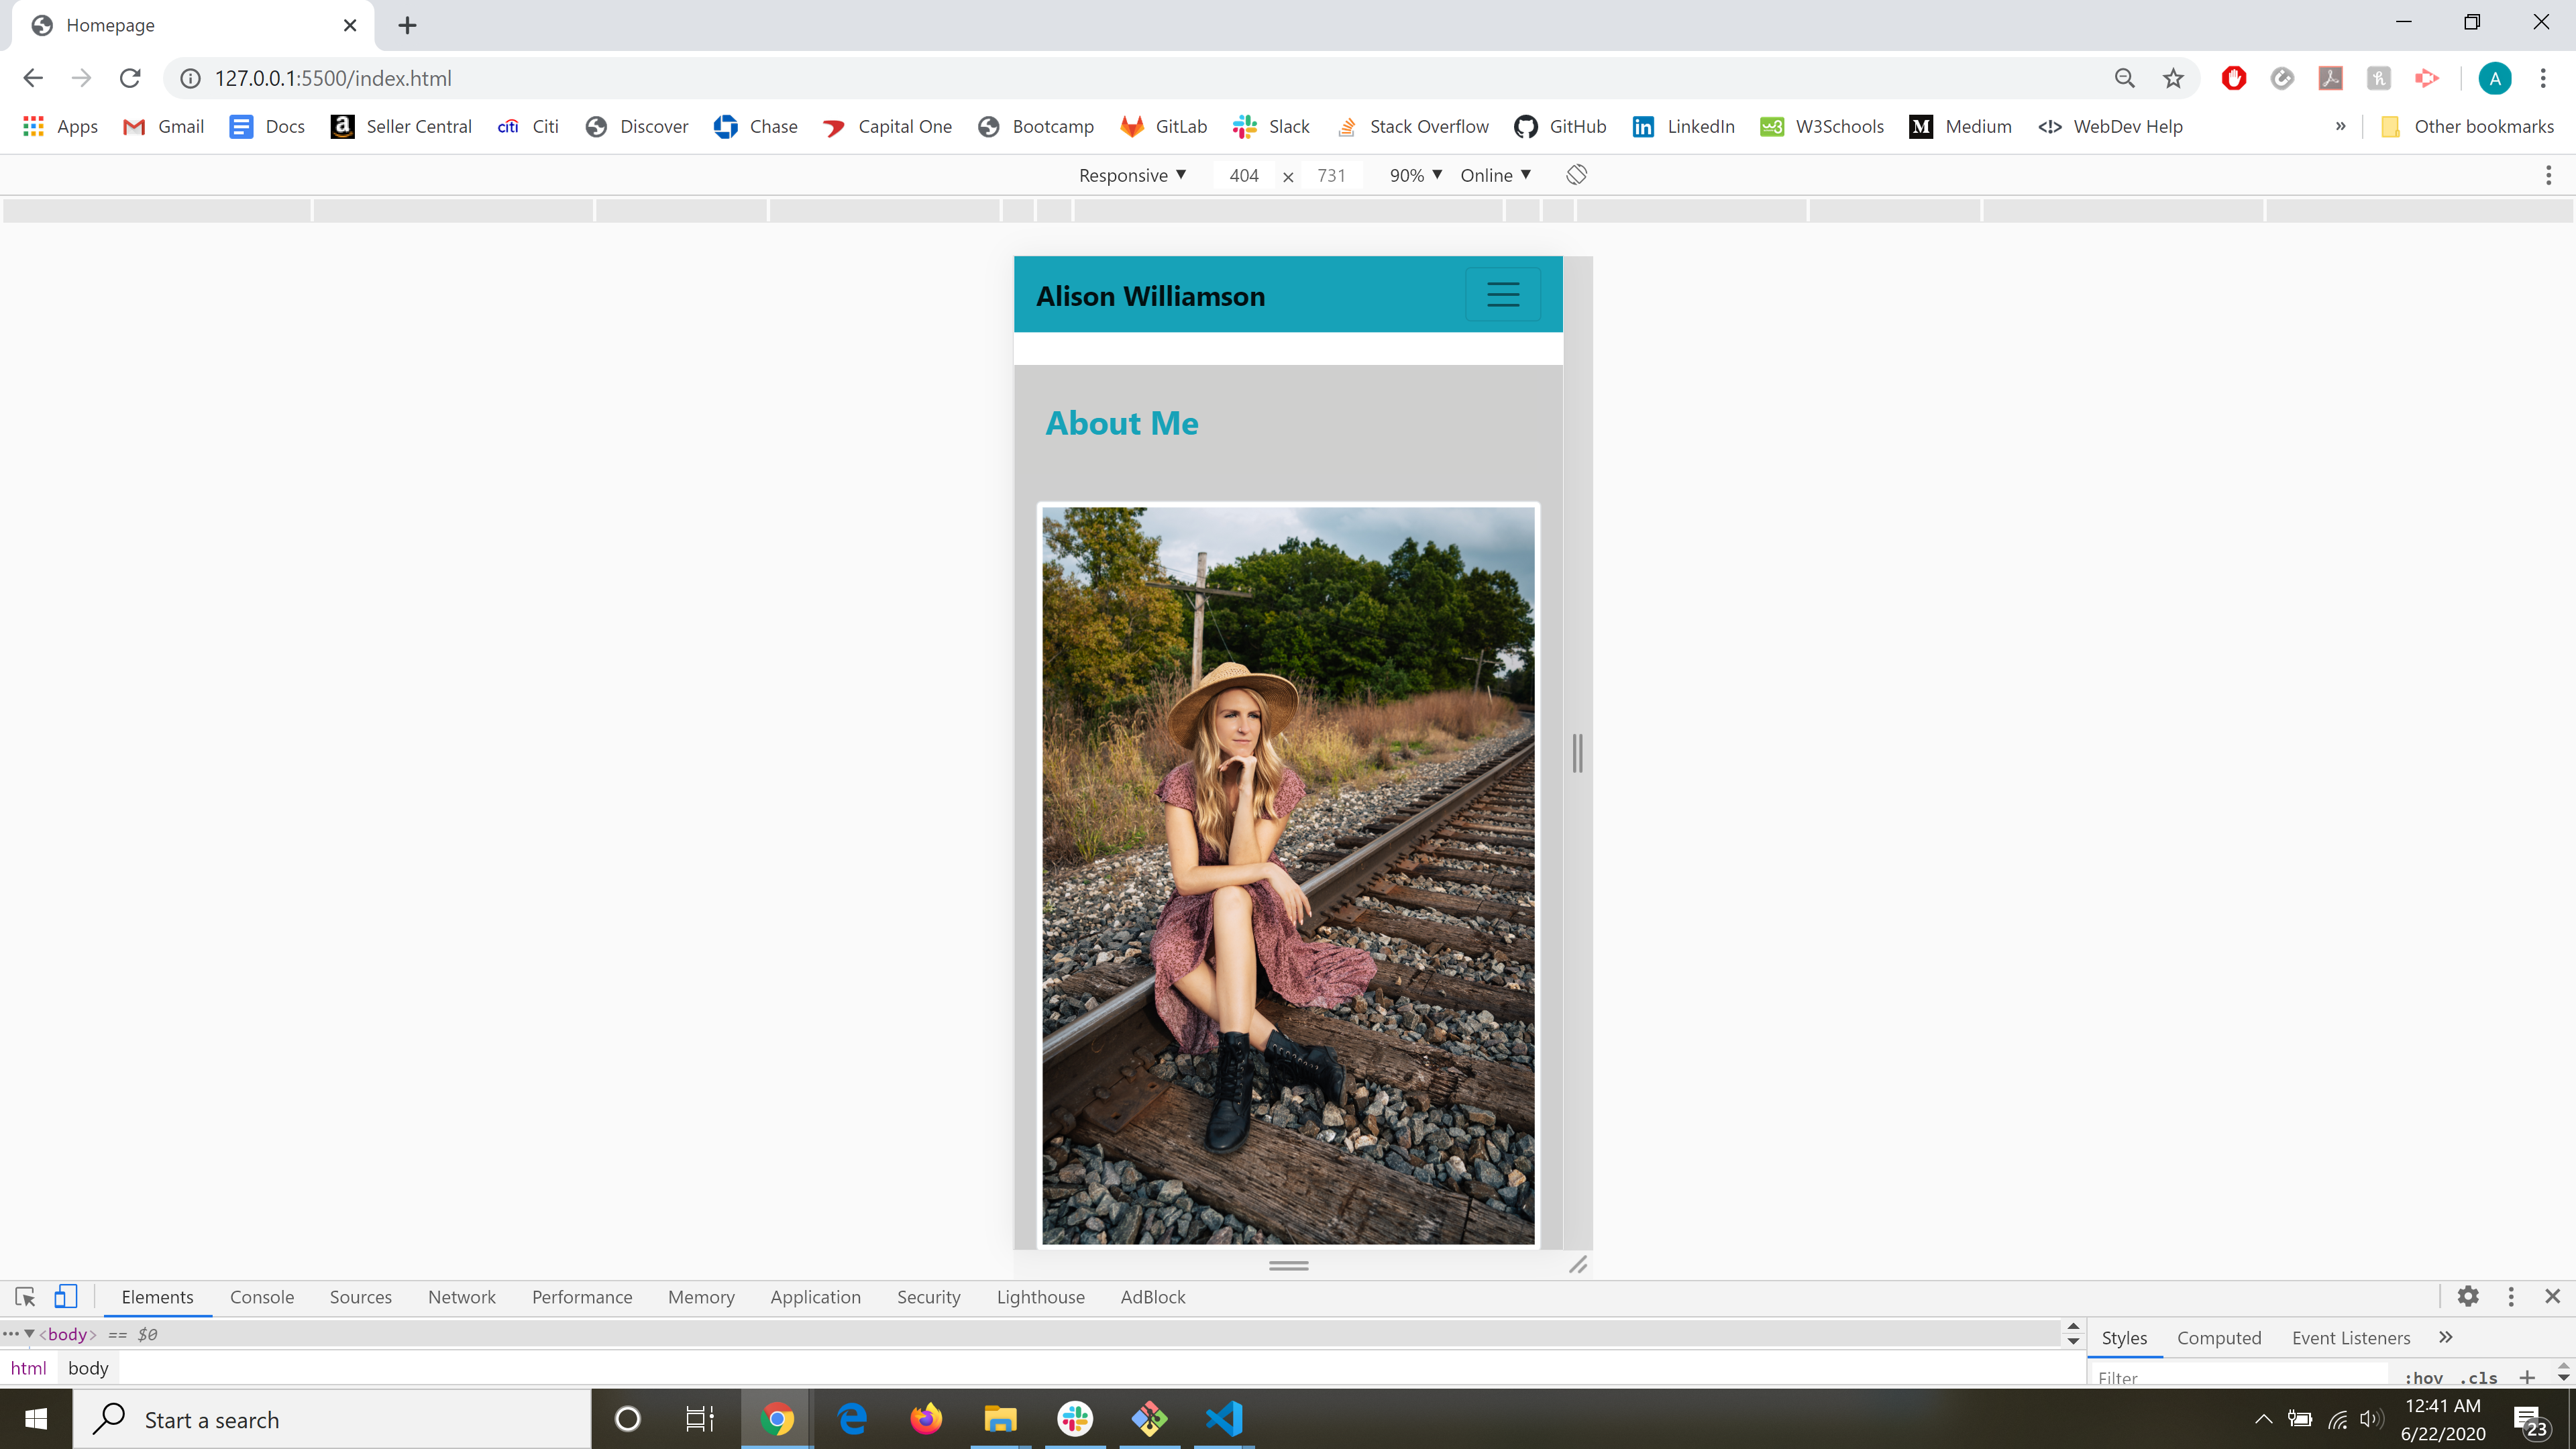 Homepage
127.0.0.1:5500/index.html
A
Apps Gmail Docs Seller Central citi Citi Discover Chase Capital One Bootcamp GitLab Slack Stack Overflow GitHub LinkedIn W3Schools Medium WebDev Help » Other bookmarks
Responsive 404 × 731 90% Online
Alison Williamson
About Me
Elements Console Sources Network Performance Memory Application Security Lighthouse AdBlock
••• <body> == $0
Styles Computed Event Listeners »
html body
Filter :hov .cls +
Start a search
12:41 AM
6/22/2020
23